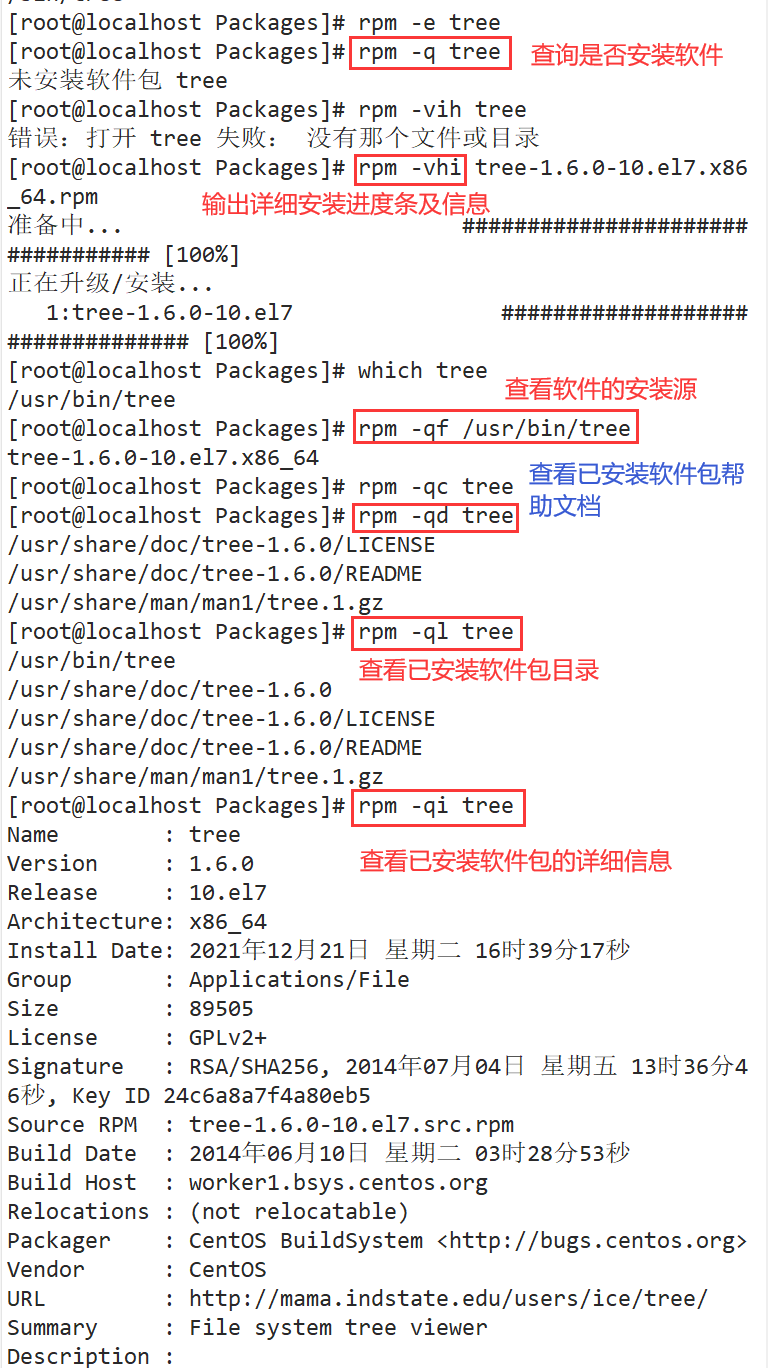 [root@localhost Packages]# rpm -e tree
[root@localhost Packages]# rpm -q tree 查询是否安装软件
未安装软件包 tree
[root@localhost Packages]# rpm -vih tree
错误：打开 tree 失败： 没有那个文件或目录
[root@localhost Packages]# rpm -vhi tree-1.6.0-10.el7.x86
_64.rpm
输出详细安装进度条及信息
准备中... ######################
########### [100%]
正在升级/安装...
1:tree-1.6.0-10.el7 ###################
############## [100%]
[root@localhost Packages]# which tree
查看软件的安装源
/usr/bin/tree
[root@localhost Packages]# rpm -qf /usr/bin/tree
tree-1.6.0-10.el7.x86_64
查看已安装软件包帮
[root@localhost Packages]# rpm -qc tree
助文档
[root@localhost Packages]# rpm -qd tree
/usr/share/doc/tree-1.6.0/LICENSE
/usr/share/doc/tree-1.6.0/README
/usr/share/man/man1/tree.1.gz
[root@localhost Packages]# rpm -ql tree
/usr/bin/tree
查看已安装软件包目录
/usr/share/doc/tree-1.6.0
/usr/share/doc/tree-1.6.0/LICENSE
/usr/share/doc/tree-1.6.0/README
/usr/share/man/man1/tree.1.gz
[root@localhost Packages]# rpm -qi tree
Name : tree
Version : 1.6.0
查看已安装软件包的详细信息
Release : 10.el7
Architecture: x86_64
Install Date: 2021年12月21日 星期二 16时39分17秒
Group : Applications/File
Size : 89505
License : GPLv2+
Signature : RSA/SHA256, 2014年07月04日 星期五 13时36分4
6秒, Key ID 24c6a8a7f4a80eb5
Source RPM : tree-1.6.0-10.el7.src.rpm
Build Date : 2014年06月10日 星期二 03时28分53秒
Build Host : worker1.bsys.centos.org
Relocations : (not relocatable)
Packager : CentOS BuildSystem <http://bugs.centos.org>
Vendor : CentOS
URL : http://mama.indstate.edu/users/ice/tree/
Summary : File system tree viewer
Description :